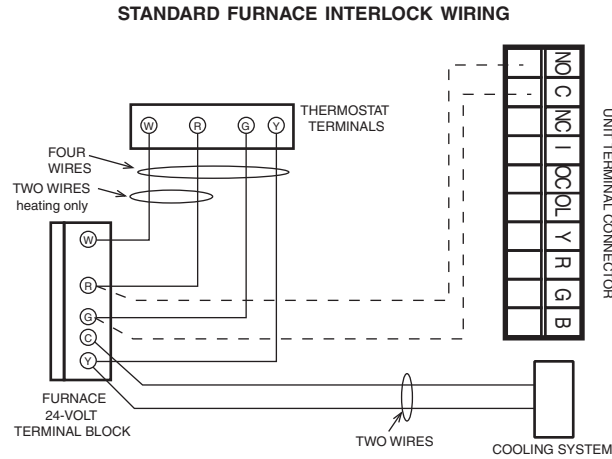 STANDARD FURNACE INTERLOCK WIRING
THERMOSTAT
TERMINALS
W R G Y
FOUR
WIRES
TWO WIRES
heating only
W
R
G
C
Y
FURNACE
24-VOLT
TERMINAL BLOCK
TWO WIRES
COOLING SYSTEM
NO
C
NC
I
OC
OL
Y
R
G
B
UNIT TERMINAL CONNECTOR